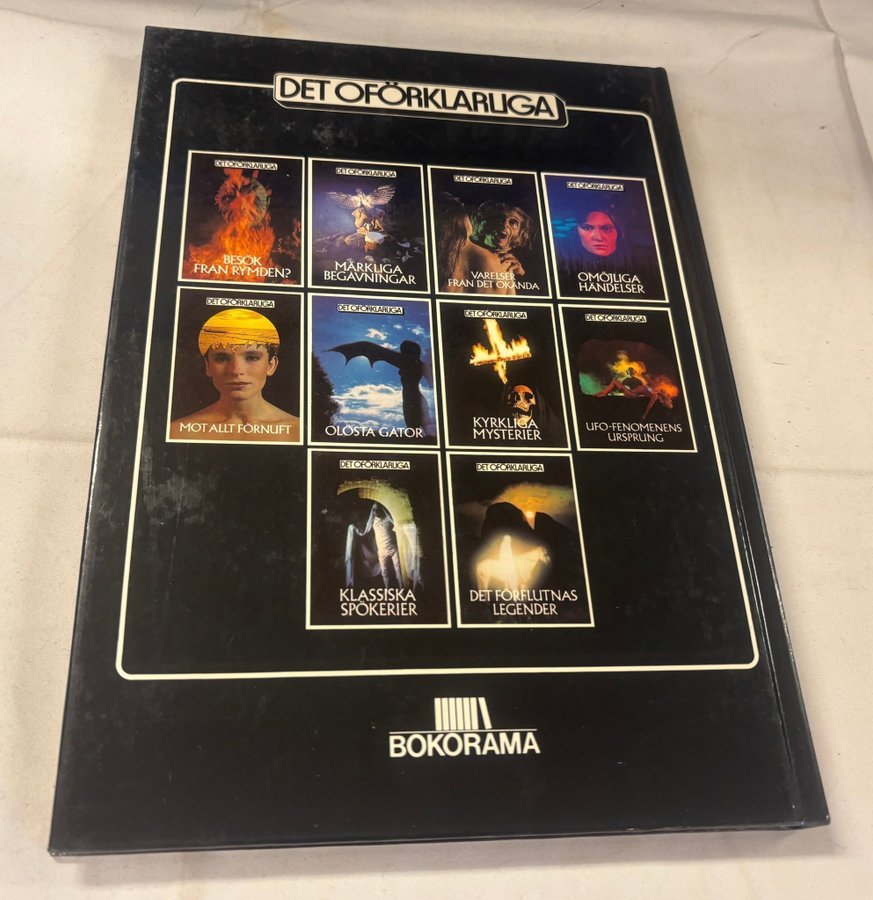 DET OFÖRKLARLIGA
DET OFÖRKLARLIGA
BESÖK
FRÅN RYMDEN?
DET OFÖRKLARLIGA
MÄRKLIGA
BEGÅVNINGAR
DET OFÖRKLARLIGA
VARELSER
FRÅN DET OKÄNDA
DET OFÖRKLARLIGA
OMÖJLIGA
HÄNDELSER
DET OFÖRKLARLIGA
MOT ALLT FÖRNUFT
DET OFÖRKLARLIGA
OLÖSTA GÅTOR
DET OFÖRKLARLIGA
KYRKLIGA
MYSTERIER
DET OFÖRKLARLIGA
UFO-FENOMENENS
URSPRUNG
DET OFÖRKLARLIGA
KLASSISKA
SPÖKERIER
DET OFÖRKLARLIGA
DET FÖRFLUTNAS
LEGENDER
BOKORAMA